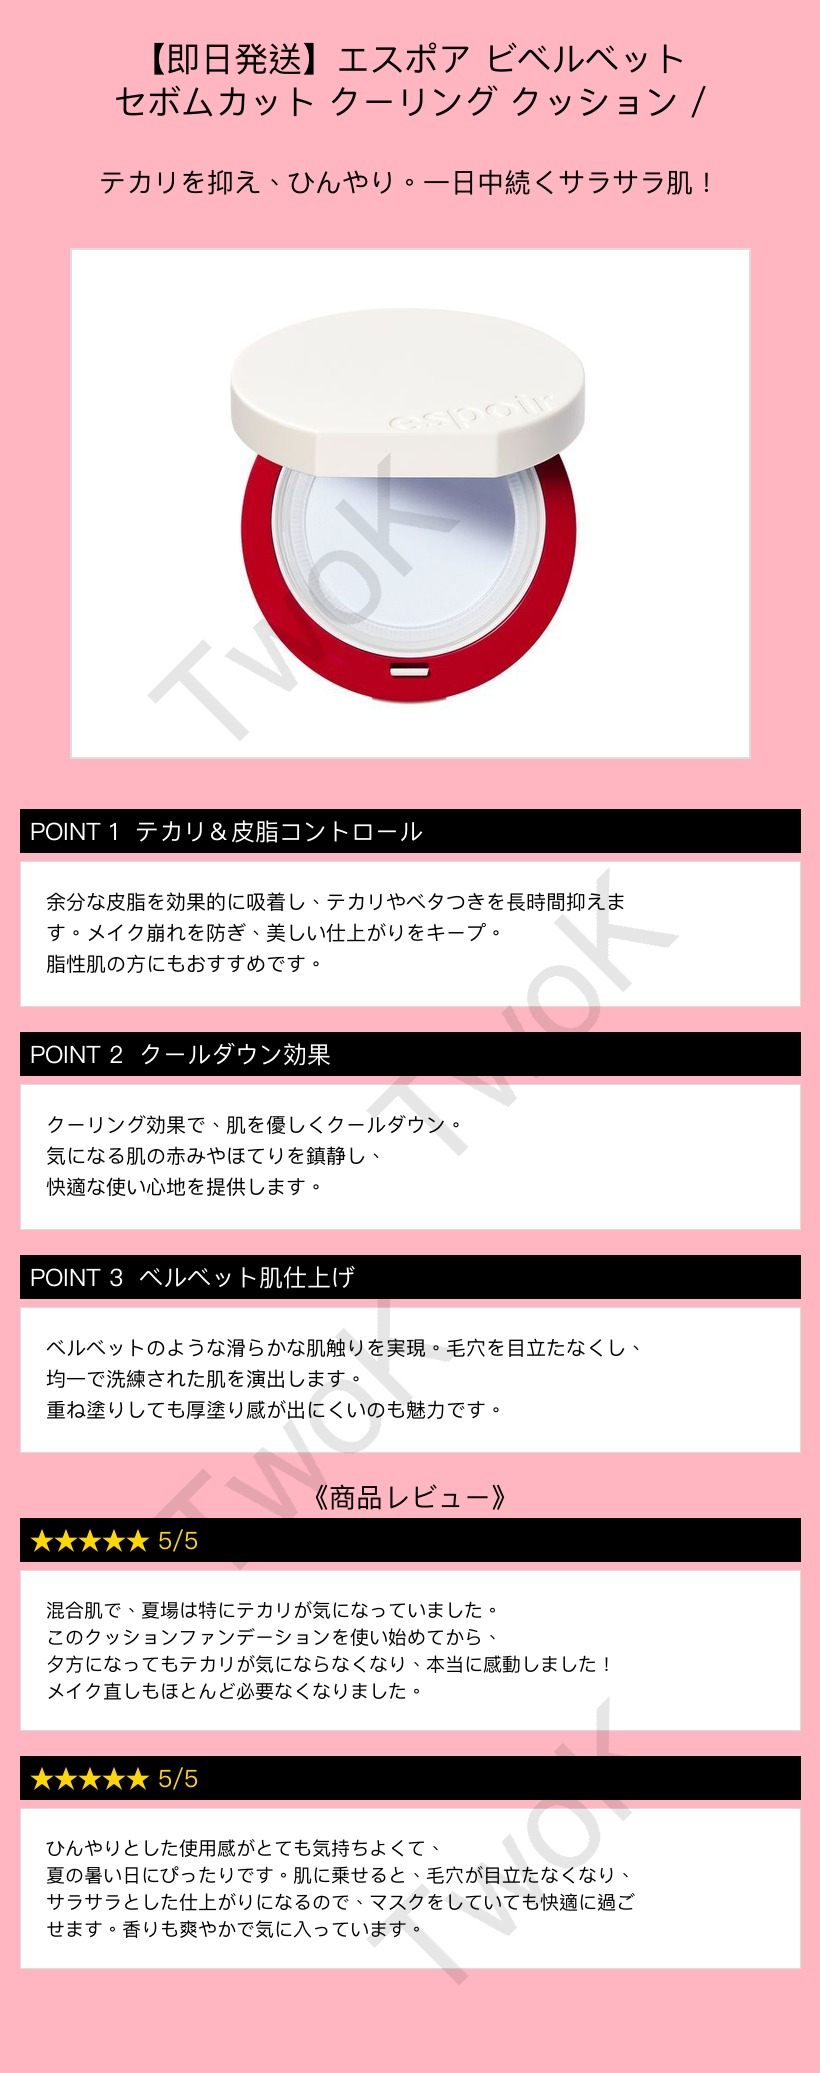 【即日発送】エスポア ビベルベット
セボムカット クーリング クッション /
テカリを抑え、ひんやり。一日中続くサラサラ肌！
espoir
TwoK
POINT 1 テカリ＆皮脂コントロール
余分な皮脂を効果的に吸着し、テカリやベタつきを長時間抑えま
す。メイク崩れを防ぎ、美しい仕上がりをキープ。
脂性肌の方にもおすすめです。
TwoK
POINT 2 クールダウン効果
クーリング効果で、肌を優しくクールダウン。
気になる肌の赤みやほてりを鎮静し、
快適な使い心地を提供します。
POINT 3 ベルベット肌仕上げ
ベルベットのような滑らかな肌触りを実現。毛穴を目立たなくし、
均一で洗練された肌を演出します。
重ね塗りしても厚塗り感が出にくいのも魅力です。
TwoK
《商品レビュー》
★★★★★ 5/5
混合肌で、夏場は特にテカリが気になっていました。
このクッションファンデーションを使い始めてから、
夕方になってもテカリが気にならなくなり、本当に感動しました！
メイク直しもほとんど必要なくなりました。
★★★★★ 5/5
ひんやりとした使用感がとても気持ちよくて、
夏の暑い日にぴったりです。肌に乗せると、毛穴が目立たなくなり、
サラサラとした仕上がりになるので、マスクをしていても快適に過ご
せます。香りも爽やかで気に入っています。
TwoK